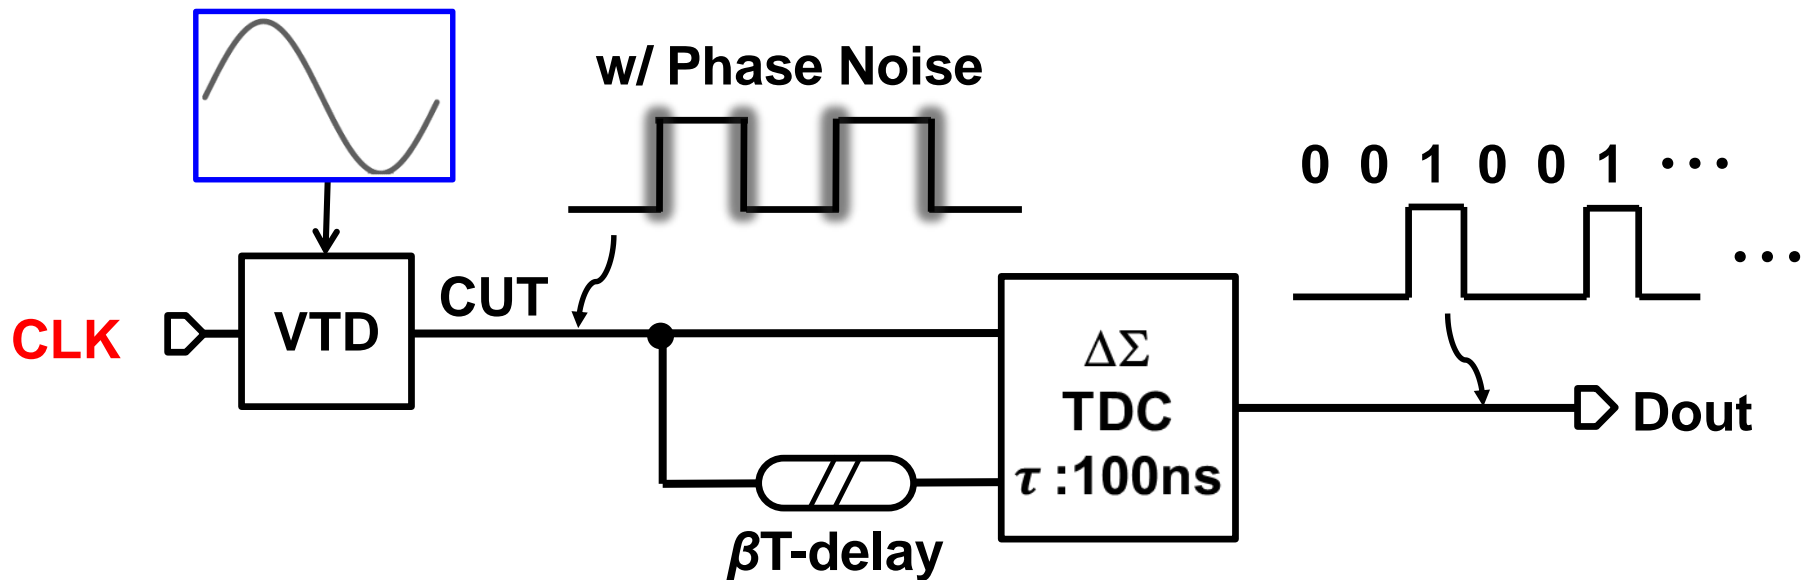 w/ Phase Noise
0 0 1 0 0 1 ···
···
CUT
CLK
VTD
ΔΣ
TDC
τ :100ns
Dout
βT-delay